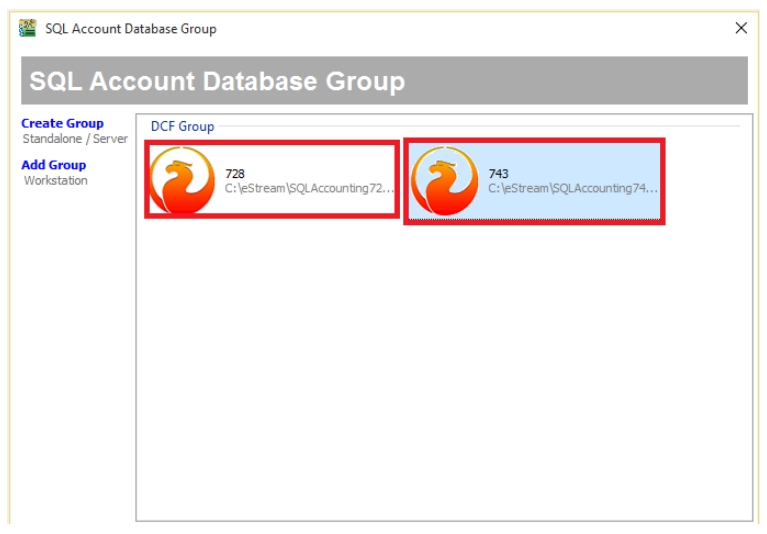 SQL Account Database Group
SQL Account Database Group
Create Group
Standalone / Server
Add Group
Workstation
DCF Group
728
C:\eStream\SQLAccounting72...
743
C:\eStream\SQLAccounting74...